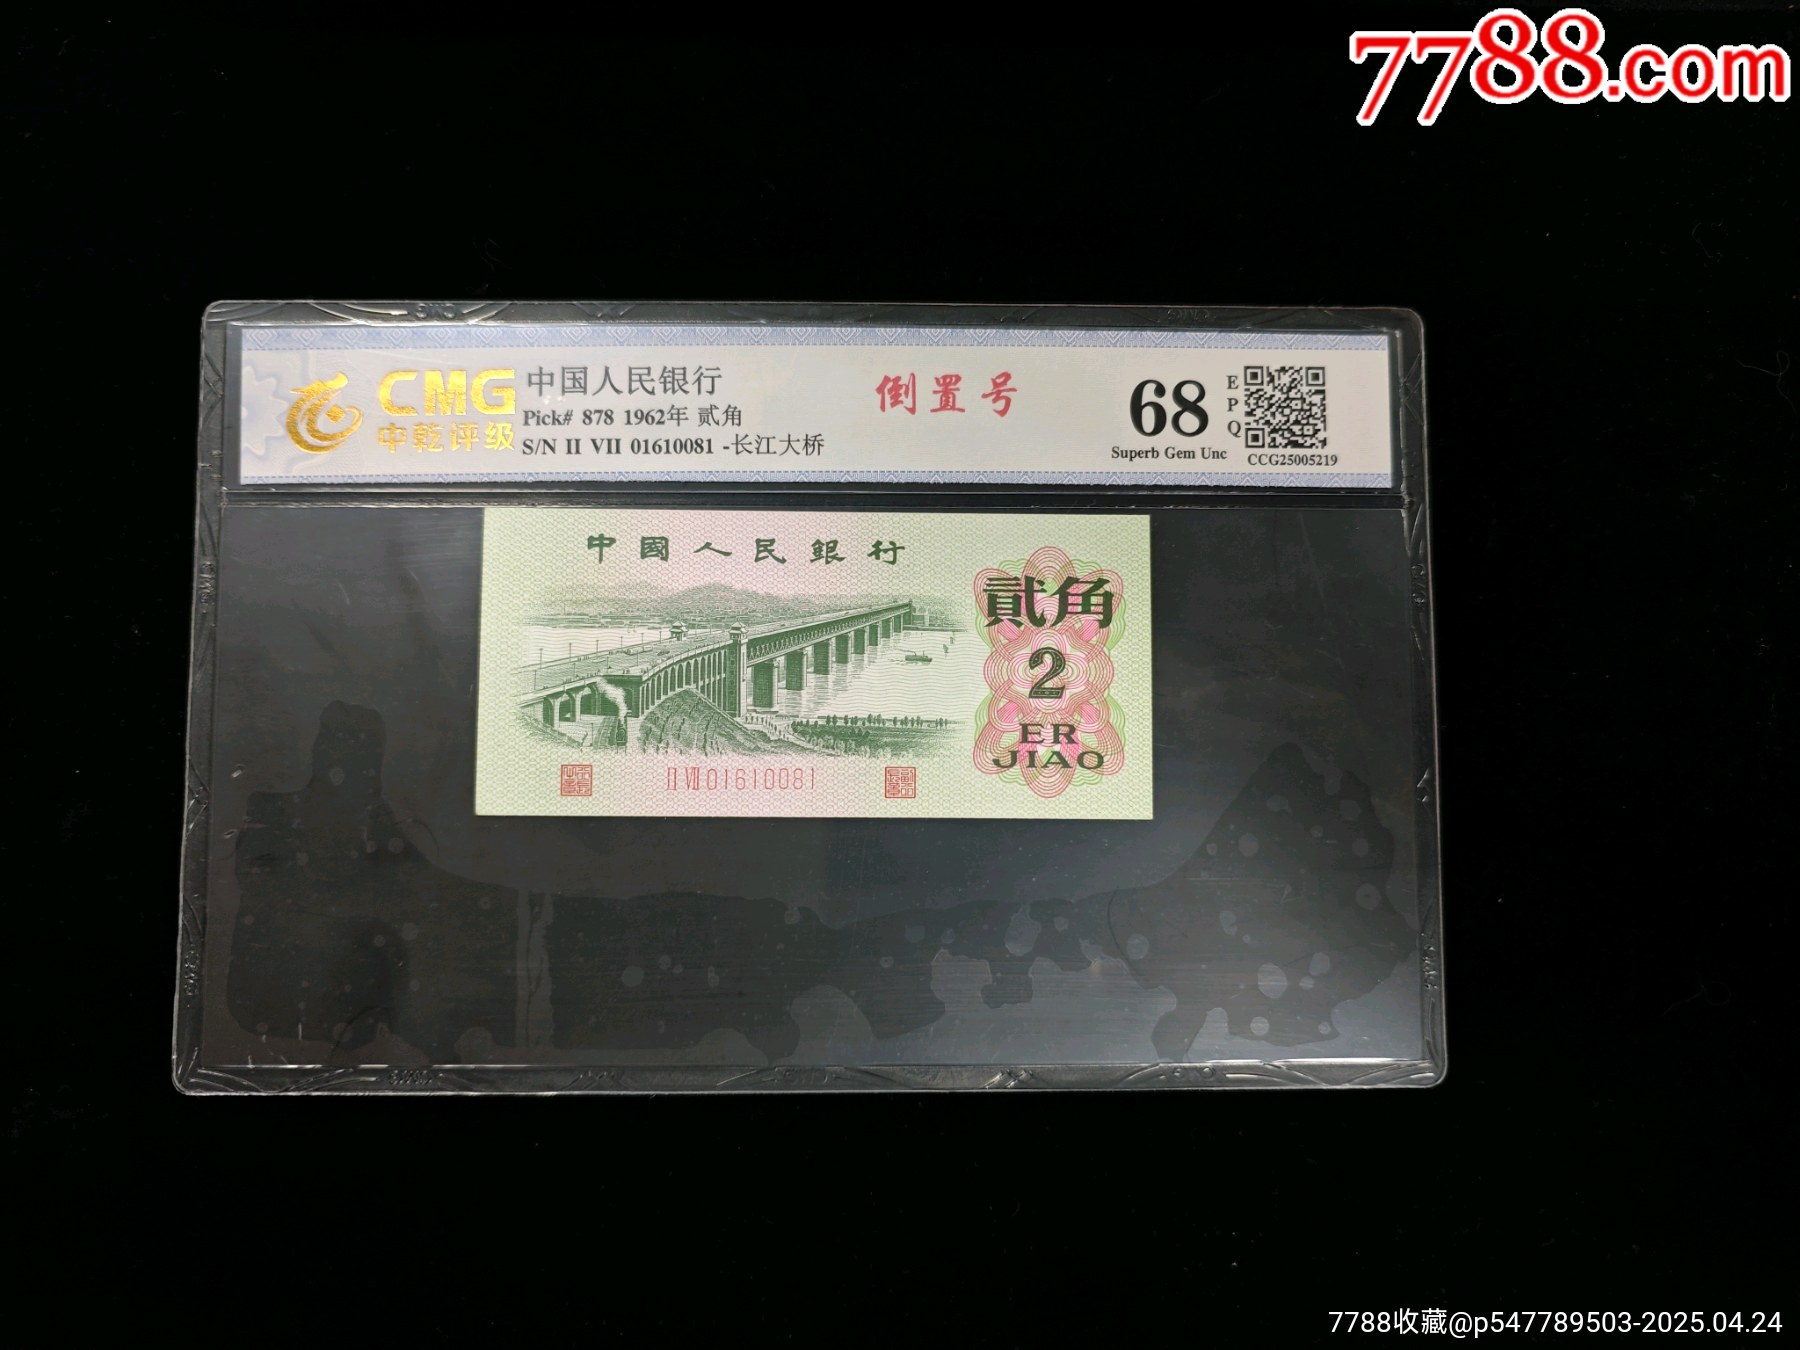 7788.com
CMG
中乾评级
中国人民银行
Pick# 878 1962年 贰角
S/N II VII 01610081 -长江大桥
倒置号
68
Superb Gem Unc
E
P
Q
CCG25005219
中國人民銀行
貳角
2
ER
JIAO
II VII 01610081
7788收藏@p547789503-2025.04.24